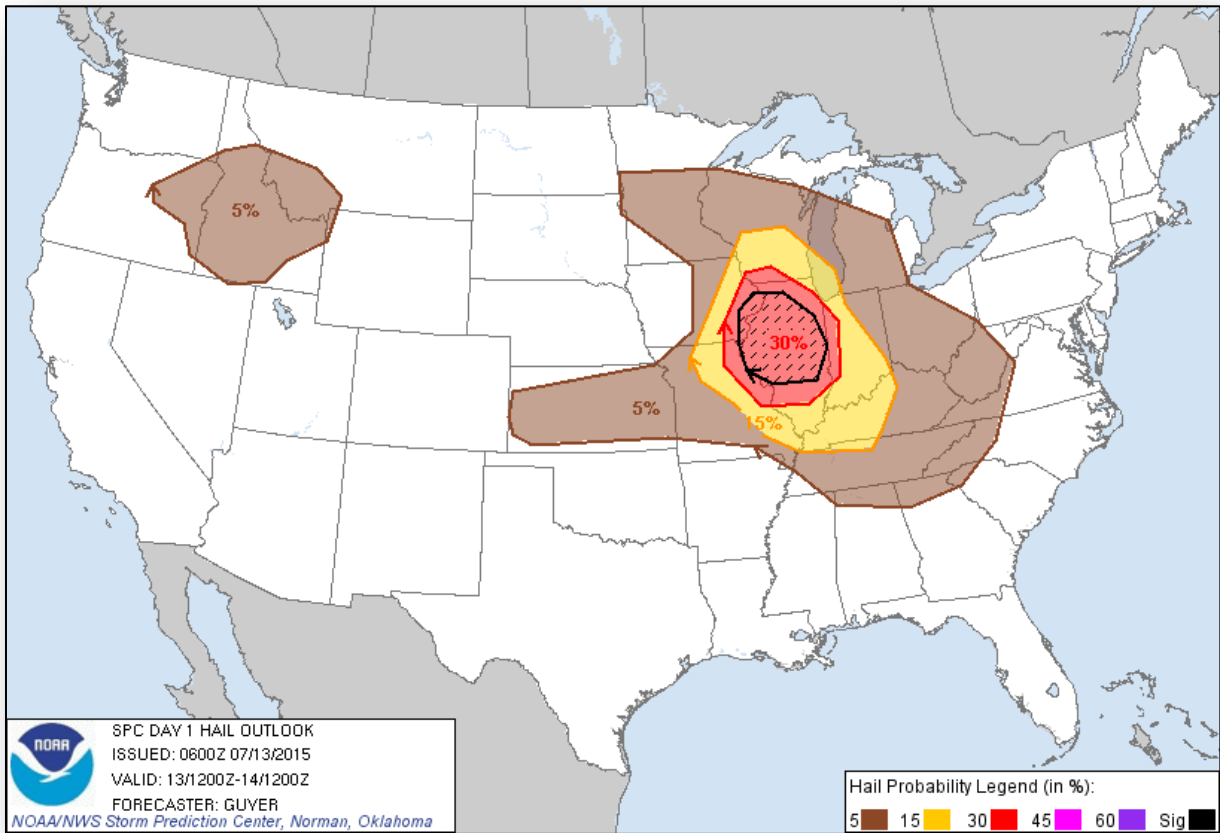 5%
30%
5%
15%
NOAA
SPC DAY 1 HAIL OUTLOOK
ISSUED: 0600Z 07/13/2015
VALID: 13/1200Z-14/1200Z
FORECASTER: GUYER
NOAA/NWS Storm Prediction Center, Norman, Oklahoma
Hail Probability Legend (in %):
5 15 30 45 60 Sig